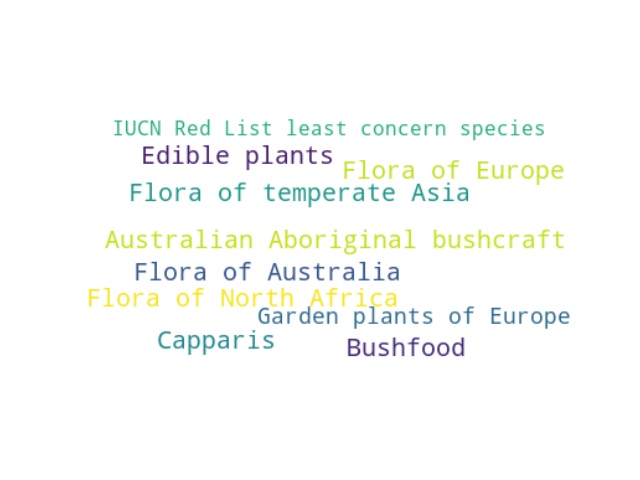 IUCN Red List least concern species
Edible plants
Flora of Europe
Flora of temperate Asia
Australian Aboriginal bushcraft
Flora of Australia
Flora of North Africa
Garden plants of Europe
Capparis
Bushfood